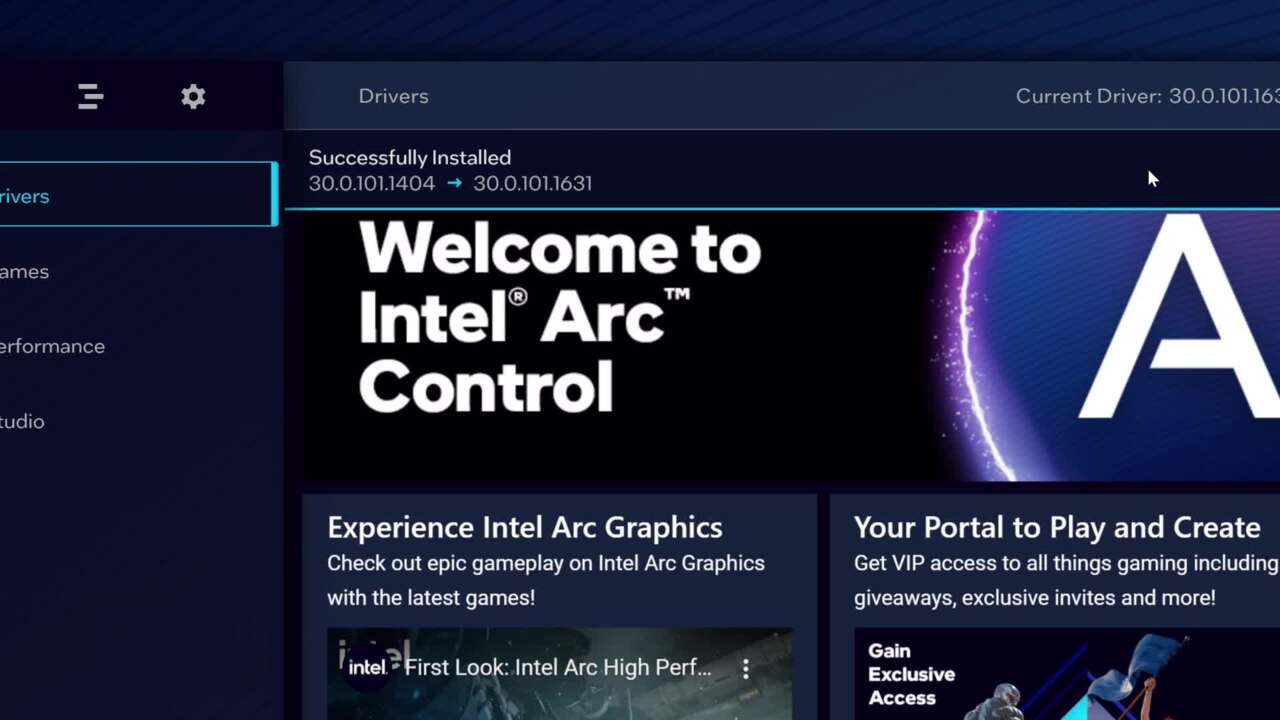 Drivers
Current Driver: 30.0.101.163
Successfully Installed
30.0.101.1404 → 30.0.101.1631
rivers
ames
erformance
tudio
Welcome to
Intel® Arc™
Control
A
Experience Intel Arc Graphics
Check out epic gameplay on Intel Arc Graphics
with the latest games!
intel.
First Look: Intel Arc High Perf...
Your Portal to Play and Create
Get VIP access to all things gaming including
giveaways, exclusive invites and more!
Gain
Exclusive
Access